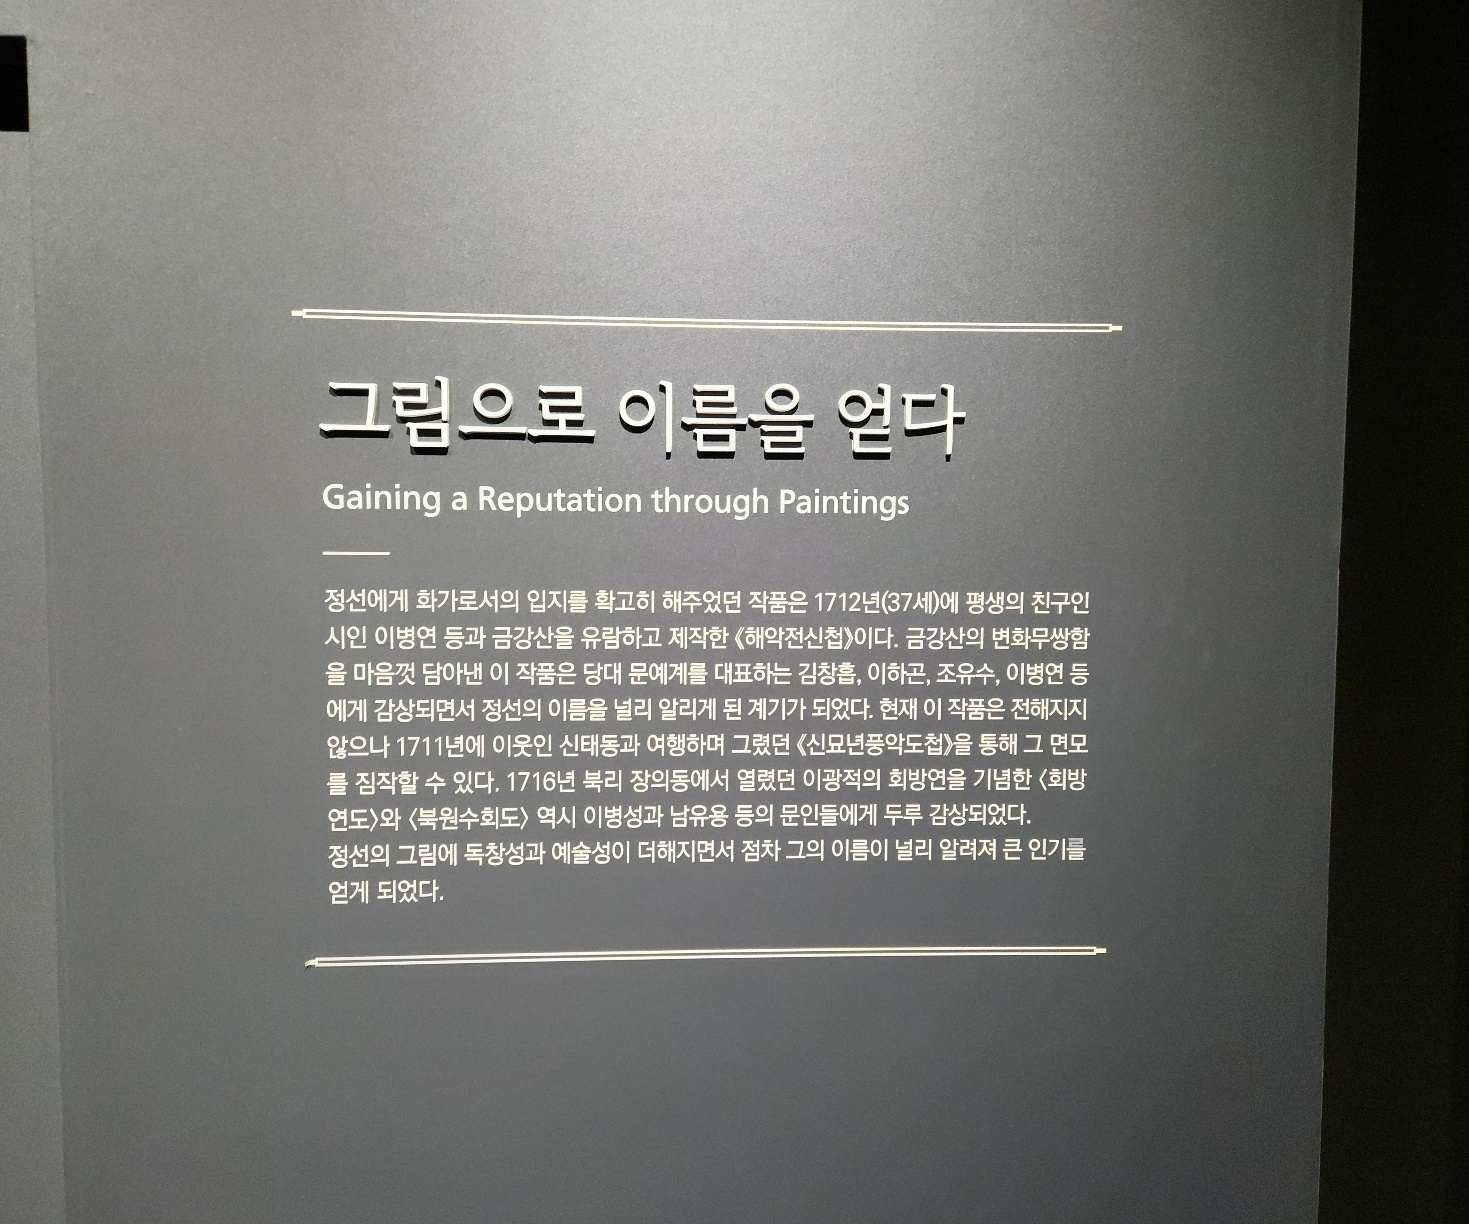 그림으로 이름을 얻다
Gaining a Reputation through Paintings
정선에게 화가로서의 입지를 확고히 해주었던 작품은 1712년(37세)에 평생의 친구인
시인 이병연 등과 금강산을 유람하고 제작한 《해악전신첩》이다. 금강산의 변화무쌍함
을 마음껏 담아낸 이 작품은 당대 문예계를 대표하는 김창흡, 이하곤, 조유수, 이병연 등
에게 감상되면서 정선의 이름을 널리 알리게 된 계기가 되었다. 현재 이 작품은 전해지지
않으나 1711년에 이웃인 신태동과 여행하며 그렸던 《신묘년풍악도첩》을 통해 그 면모
를 짐작할 수 있다. 1716년 북리 장의동에서 열렸던 이광적의 회방연을 기념한 〈회방
연도〉와 〈북원수회도〉 역시 이병성과 남유용 등의 문인들에게 두루 감상되었다.
정선의 그림에 독창성과 예술성이 더해지면서 점차 그의 이름이 널리 알려져 큰 인기를
얻게 되었다.